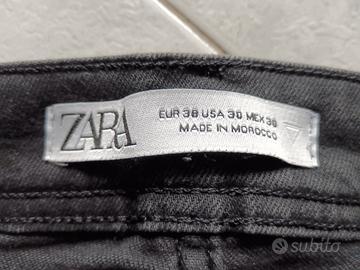 ZARA
EUR 38 USA 30 MEX 30
MADE IN MOROCCO
subito